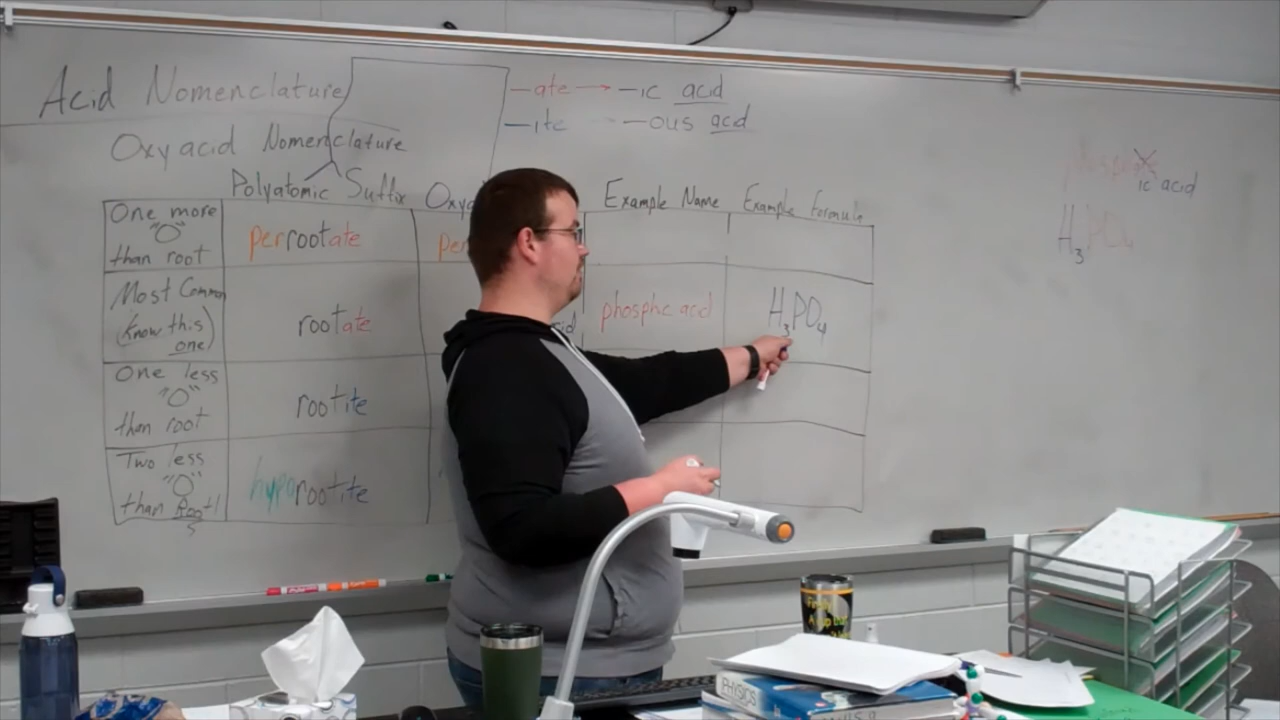 Acid Nomenclature
-ate → -ic acid
-ite -ous acid
Oxyacid Nomenclature
Polyatomic Suffix
Example Name
Example Formula
One more
"O"
than root
perrootate
Most Common
(know this
one)
rootate
phosphc acid
H3PO4
One less
"O"
than root
rootite
Two less
"O"
than Root!
hyporootite
ic acid
H3PO4
PHYSICS